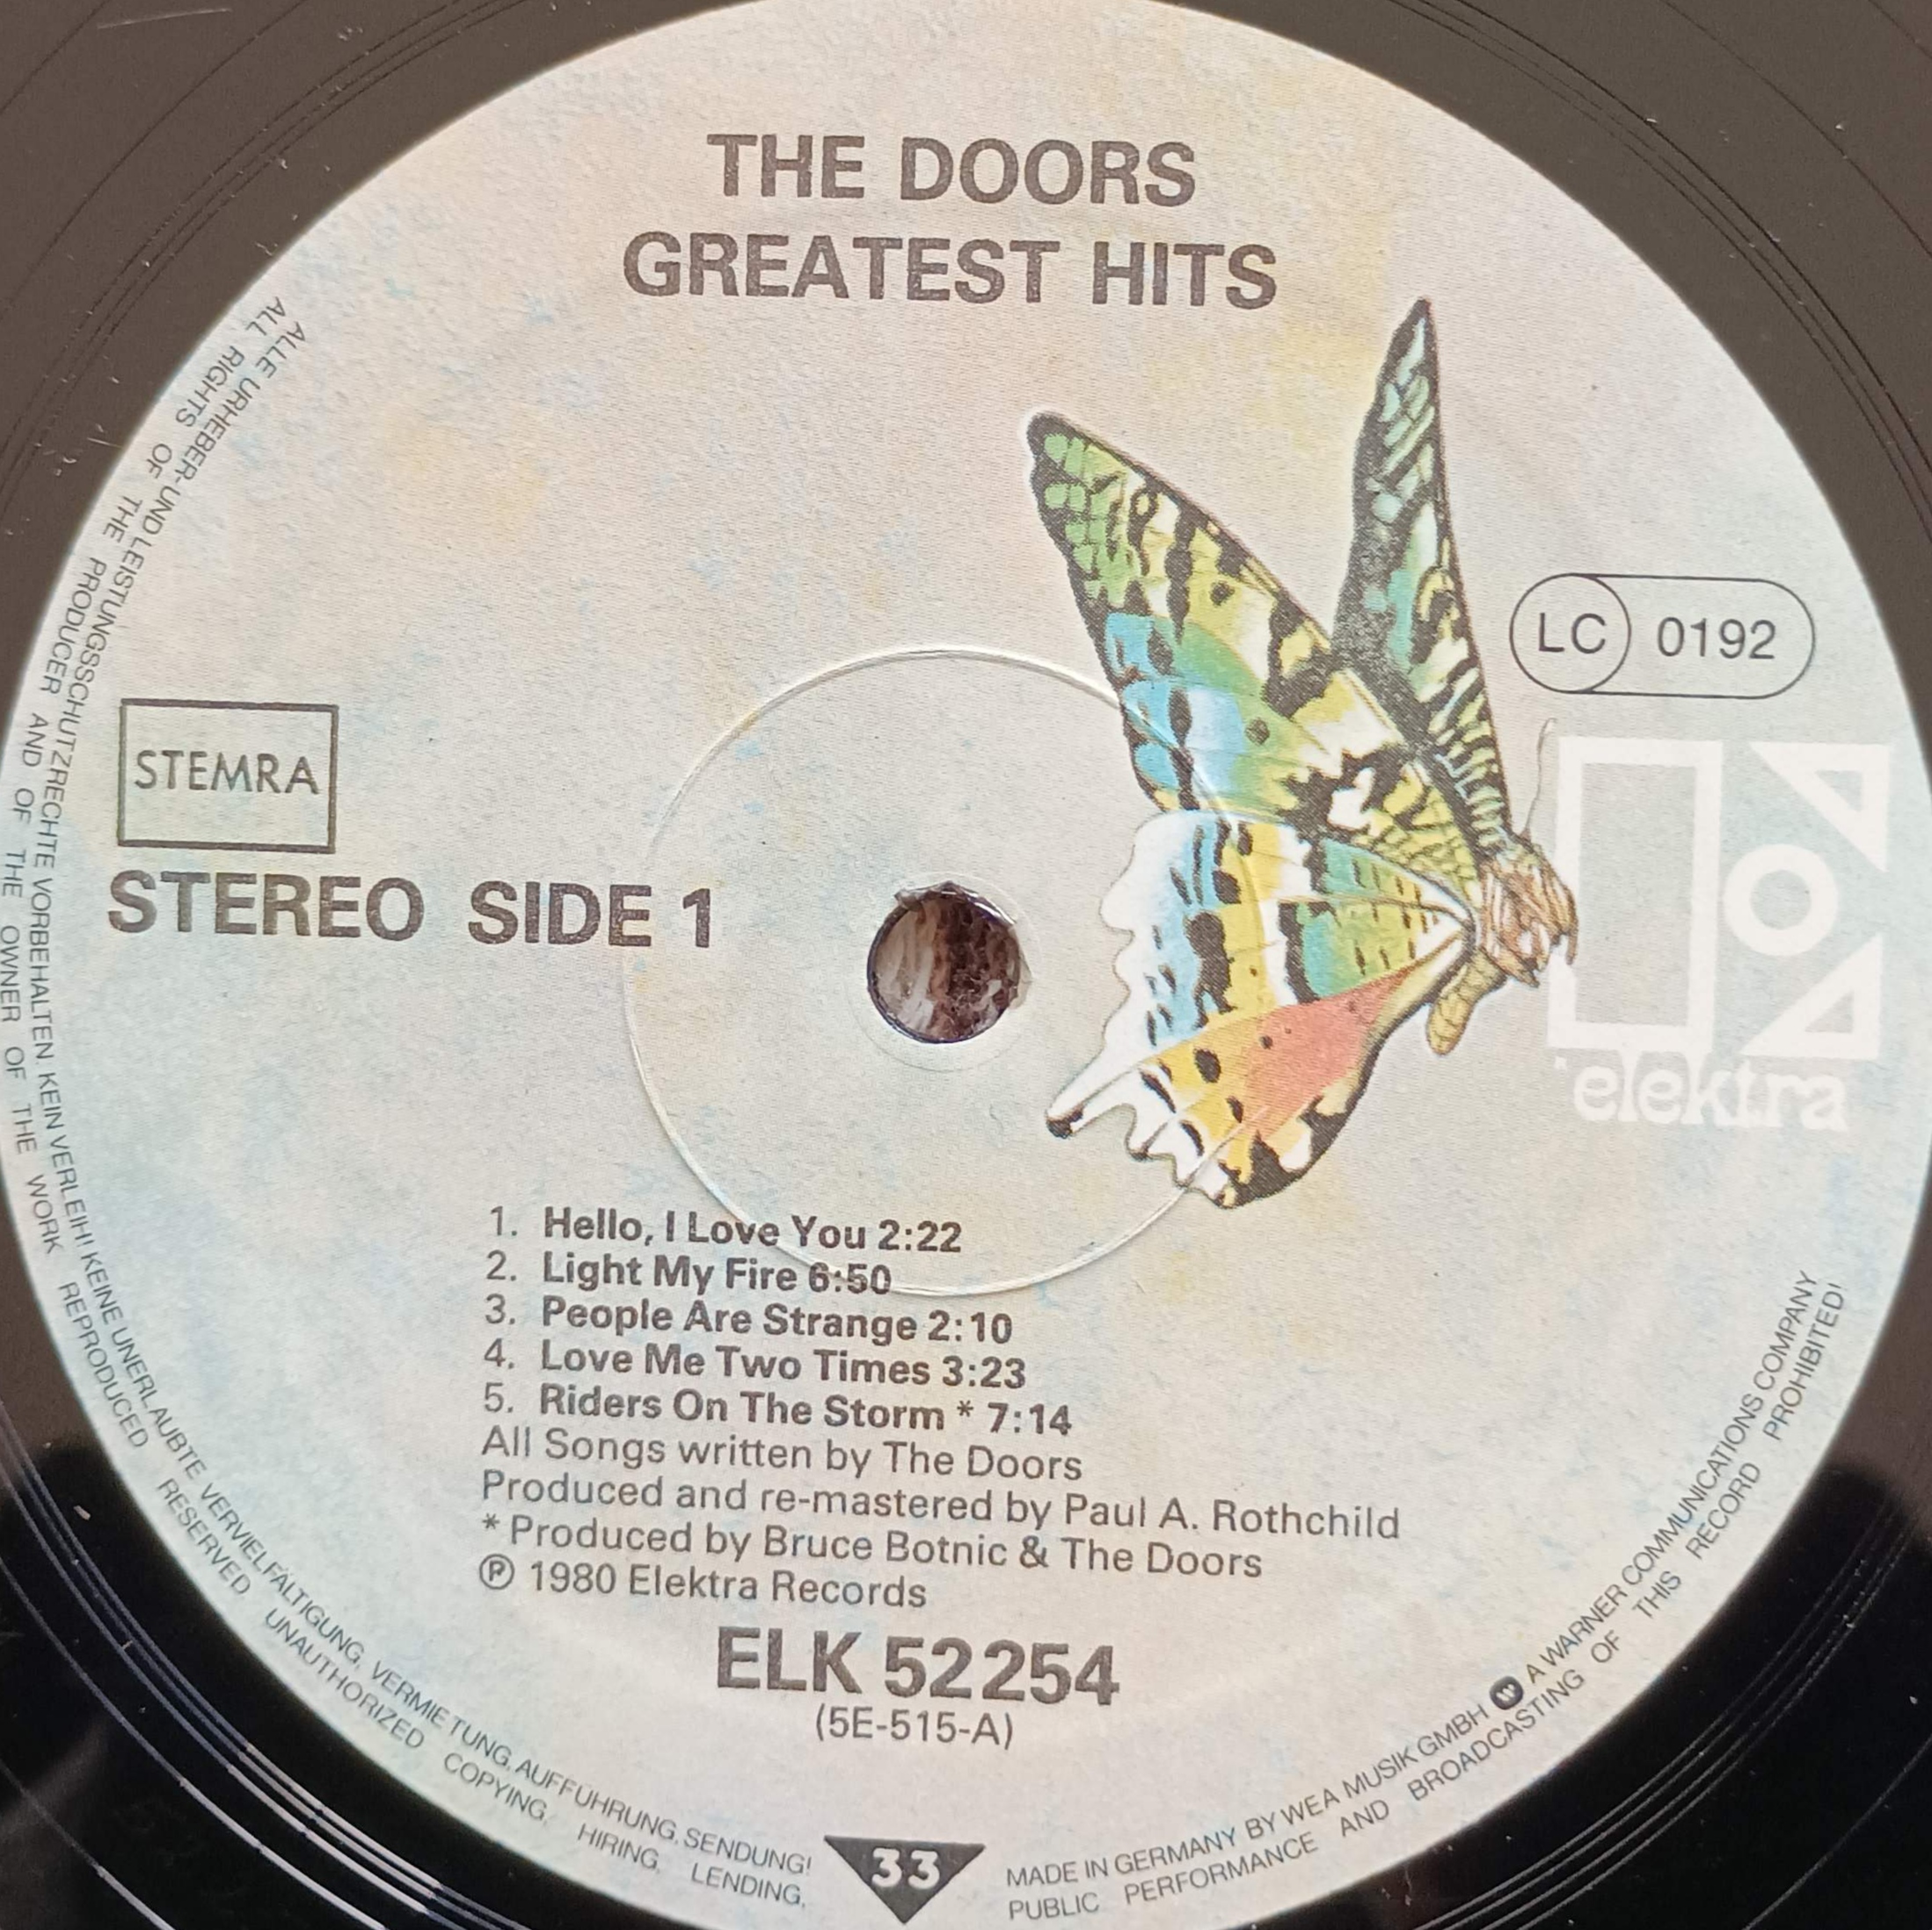 THE DOORS
GREATEST HITS
LC 0192
STEMRA
STEREO SIDE 1
elektra
1. Hello, I Love You 2:22
2. Light My Fire 6:50
3. People Are Strange 2:10
4. Love Me Two Times 3:23
5. Riders On The Storm * 7:14
All Songs written by The Doors
Produced and re-mastered by Paul A. Rothchild
* Produced by Bruce Botnic & The Doors
℗ 1980 Elektra Records
ELK 52254
(5E-515-A)
33
ALLE URHEBER-UND LEISTUNGSSCHUTZRECHTE VORBEHALTEN. KEIN VERLEIH! KEINE UNERLAUBTE VERVIELFÄLTIGUNG, VERMIETUNG, AUFFÜHRUNG, SENDUNG!
ALL RIGHTS OF THE PRODUCER AND OF THE OWNER OF THE WORK REPRODUCED RESERVED. UNAUTHORIZED COPYING, HIRING, LENDING,
MADE IN GERMANY BY WEA MUSIK GMBH A WARNER COMMUNICATIONS COMPANY
PUBLIC PERFORMANCE AND BROADCASTING OF THIS RECORD PROHIBITED!